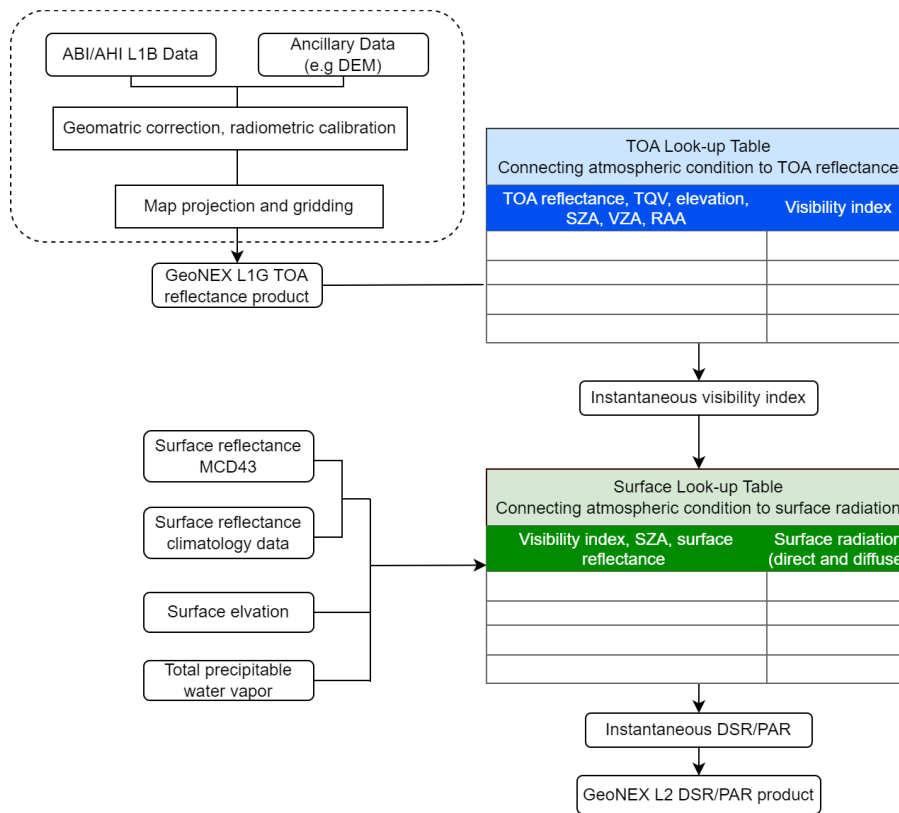 ABI/AHI L1B Data
Ancillary Data
(e.g DEM)
Geomatric correction, radiometric calibration
Map projection and gridding
GeoNEX L1G TOA
reflectance product
TOA Look-up Table
Connecting atmospheric condition to TOA reflectance
TOA reflectance, TQV, elevation,
SZA, VZA, RAA
Visibility index
Instantaneous visibility index
Surface reflectance
MCD43
Surface reflectance
climatology data
Surface elvation
Total precipitable
water vapor
Surface Look-up Table
Connecting atmospheric condition to surface radiation
Visibility index, SZA, surface
reflectance
Surface radiation
(direct and diffuse
Instantaneous DSR/PAR
GeoNEX L2 DSR/PAR product